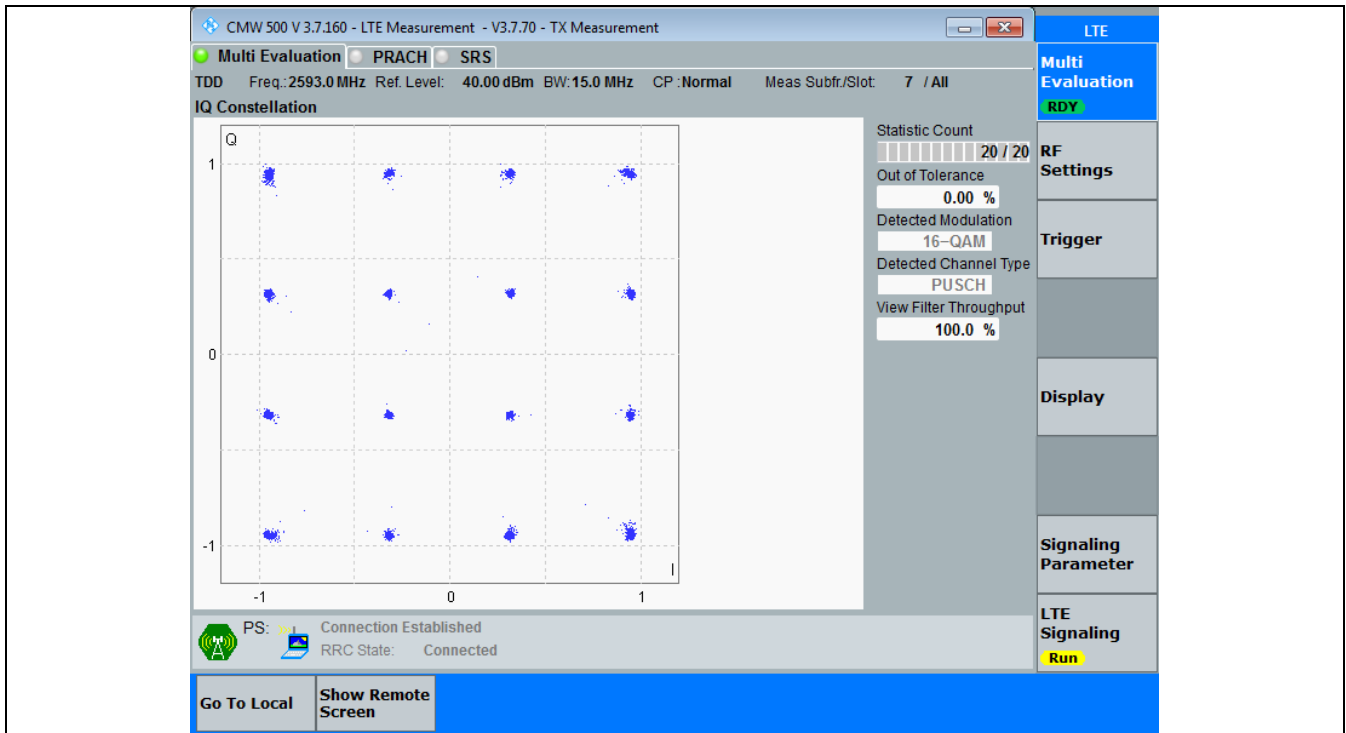 CMW 500 V 3.7.160 - LTE Measurement - V3.7.70 - TX Measurement
LTE
Multi Evaluation PRACH SRS
TDD Freq.: 2593.0 MHz Ref. Level: 40.00 dBm BW: 15.0 MHz CP : Normal Meas Subfr./Slot: 7 / All
IQ Constellation
Q
1
0
-1
-1 0 1
I
Statistic Count
20 / 20
Out of Tolerance
0.00 %
Detected Modulation
16-QAM
Detected Channel Type
PUSCH
View Filter Throughput
100.0 %
Multi
Evaluation
RDY
RF
Settings
Trigger
Display
Signaling
Parameter
LTE
Signaling
Run
PS: Connection Established
RRC State: Connected
Go To Local
Show Remote
Screen